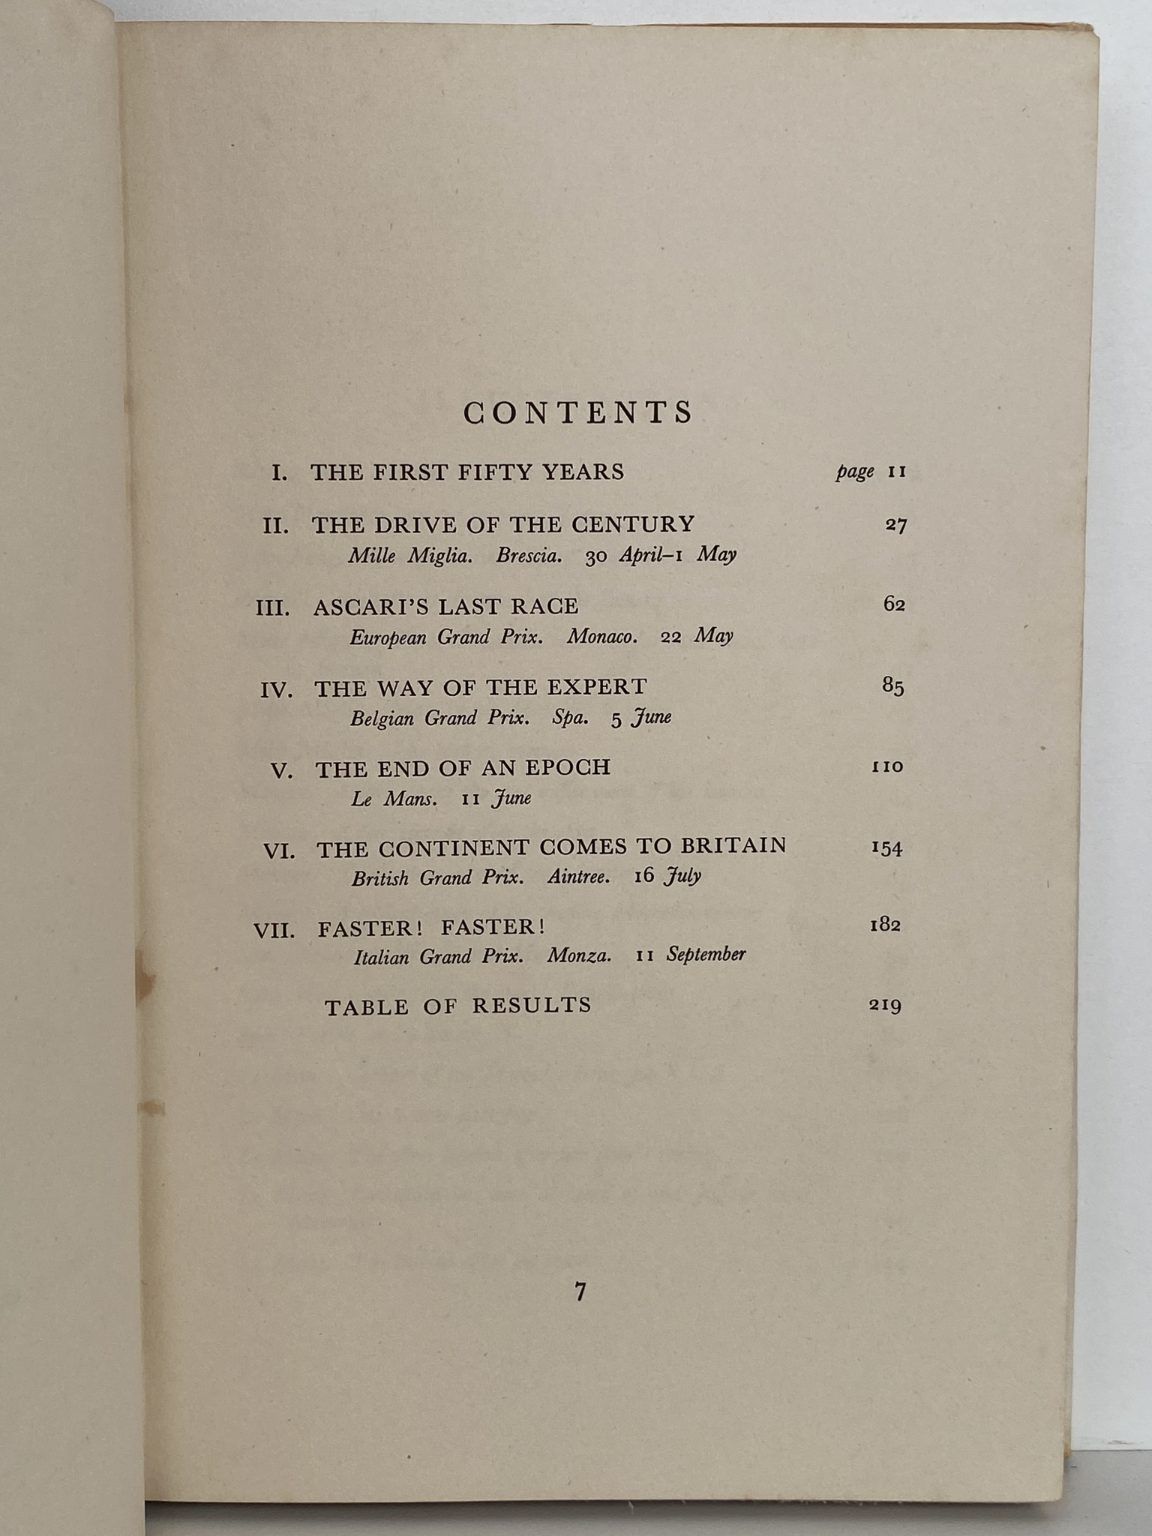 CONTENTS
I. THE FIRST FIFTY YEARS page 11
II. THE DRIVE OF THE CENTURY 27
Mille Miglia. Brescia. 30 April–1 May
III. ASCARI'S LAST RACE 62
European Grand Prix. Monaco. 22 May
IV. THE WAY OF THE EXPERT 85
Belgian Grand Prix. Spa. 5 June
V. THE END OF AN EPOCH 110
Le Mans. 11 June
VI. THE CONTINENT COMES TO BRITAIN 154
British Grand Prix. Aintree. 16 July
VII. FASTER! FASTER! 182
Italian Grand Prix. Monza. 11 September
TABLE OF RESULTS 219
7